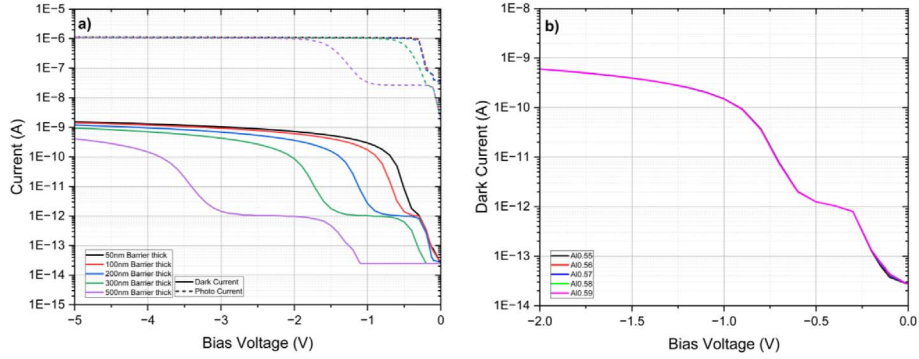 a)
1E-5
1E-6
1E-7
1E-8
1E-9
1E-10
1E-11
1E-12
1E-13
1E-14
1E-15
Current (A)
50nm Barrier thick
100nm Barrier thick
200nm Barrier thick
300nm Barrier thick
500nm Barrier thick
Dark Current
Photo Current
-5 -4 -3 -2 -1 0
Bias Voltage (V)
b)
1E-8
1E-9
1E-10
1E-11
1E-12
1E-13
1E-14
Dark Current (A)
Al0.55
Al0.56
Al0.57
Al0.58
Al0.59
-2.0 -1.5 -1.0 -0.5 0.0
Bias Voltage (V)